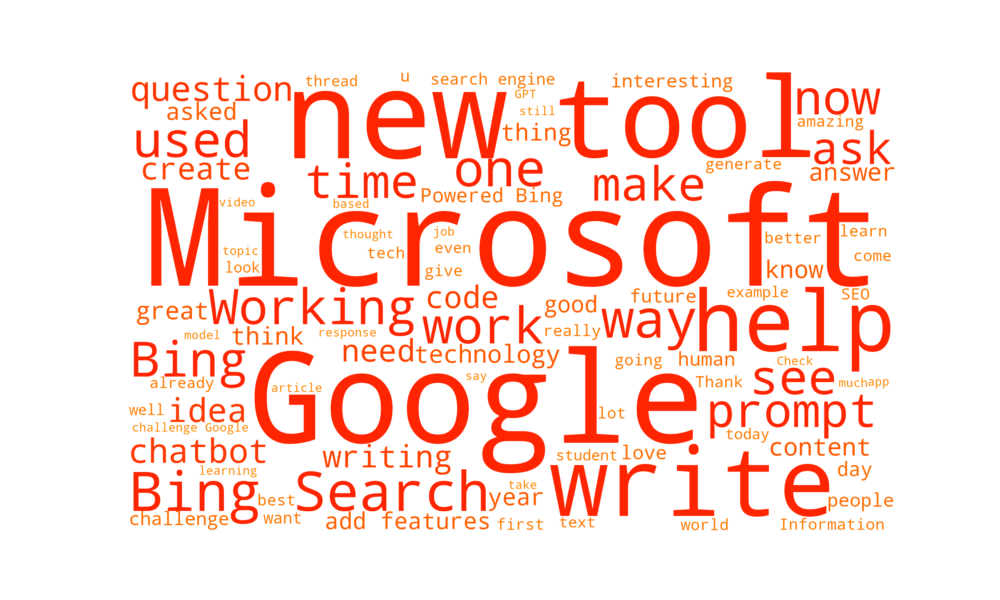 question
thread
u
search engine
interesting
new tool
now
asked
GPT
still
amazing
used
thing
ask
create
time
one
make
generate
answer
Powered Bing
Microsoft
video
based
thought
job
better
learn
topic
tech
even
come
look
give
know
great
Working
code
good
future
example
SEO
work
way
help
model
think
response
really
Bing
need
technology
going
human
Check
already
article
say
Thank
see
much
app
Google
well
idea
lot
prompt
challenge Google
today
chatbot
writing
student
love
content
learning
write
day
Bing
Search
best
year
take
people
challenge
want
add features
first
text
world
Information